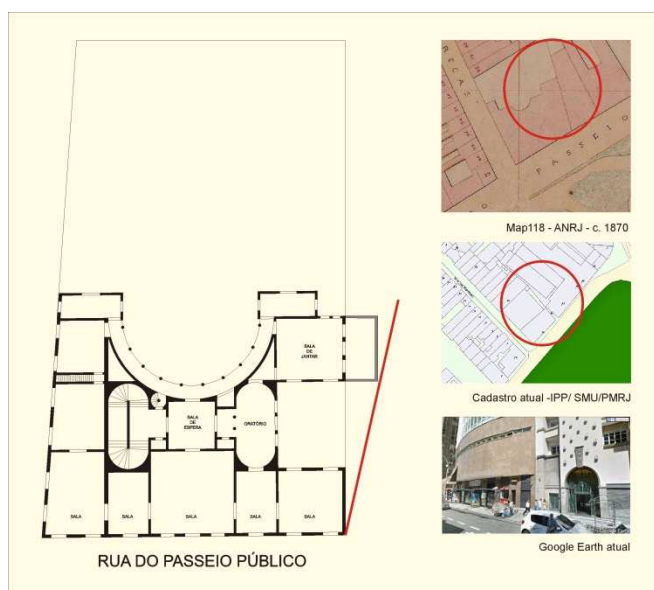 SALA
DE
JANTAR
SALA
DE
ESPERA
ORATÓRIO
SALA
SALA
SALA
SALA
SALA
RUA DO PASSEIO PÚBLICO
RECAS
PASSEIO
O
Map118 - ANRJ - c. 1870
Cadastro atual -IPP/ SMU/PMRJ
Google Earth atual